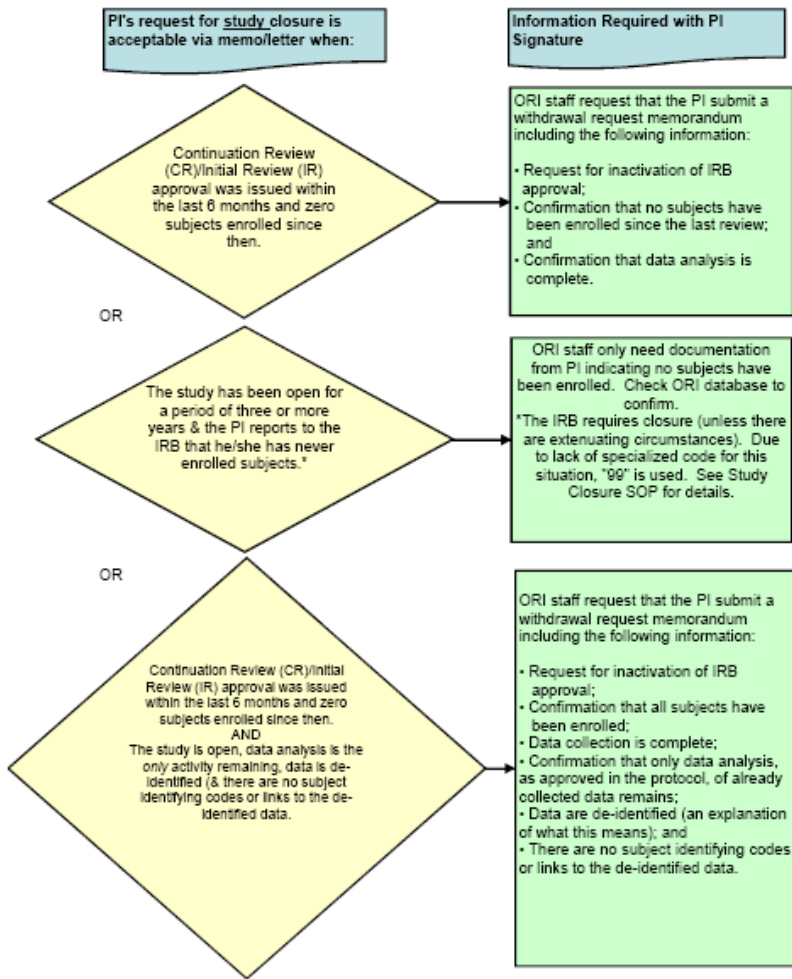 PI's request for study closure is
acceptable via memo/letter when:
Information Required with PI
Signature
Continuation Review
(CR)/Initial Review (IR)
approval was issued within
the last 6 months and zero
subjects enrolled since
then.
ORI staff request that the PI submit a
withdrawal request memorandum
including the following information:
• Request for inactivation of IRB
approval;
• Confirmation that no subjects have
been enrolled since the last review;
and
• Confirmation that data analysis is
complete.
OR
The study has been open for
a period of three or more
years & the PI reports to the
IRB that he/she has never
enrolled subjects.*
ORI staff only need documentation
from PI indicating no subjects have
been enrolled. Check ORI database to
confirm.
*The IRB requires closure (unless there
are extenuating circumstances). Due
to lack of specialized code for this
situation, "99" is used. See Study
Closure SOP for details.
OR
Continuation Review (CR)/Initial
Review (IR) approval was issued
within the last 6 months and zero
subjects enrolled since then.
AND
The study is open, data analysis is the
only activity remaining, data is de-
identified (& there are no subject
identifying codes or links to the de-
identified data.
ORI staff request that the PI submit a
withdrawal request memorandum
including the following information:
• Request for inactivation of IRB
approval;
• Confirmation that all subjects have
been enrolled;
• Data collection is complete;
• Confirmation that only data analysis,
as approved in the protocol, of already
collected data remains;
• Data are de-identified (an explanation
of what this means); and
• There are no subject identifying codes
or links to the de-identified data.